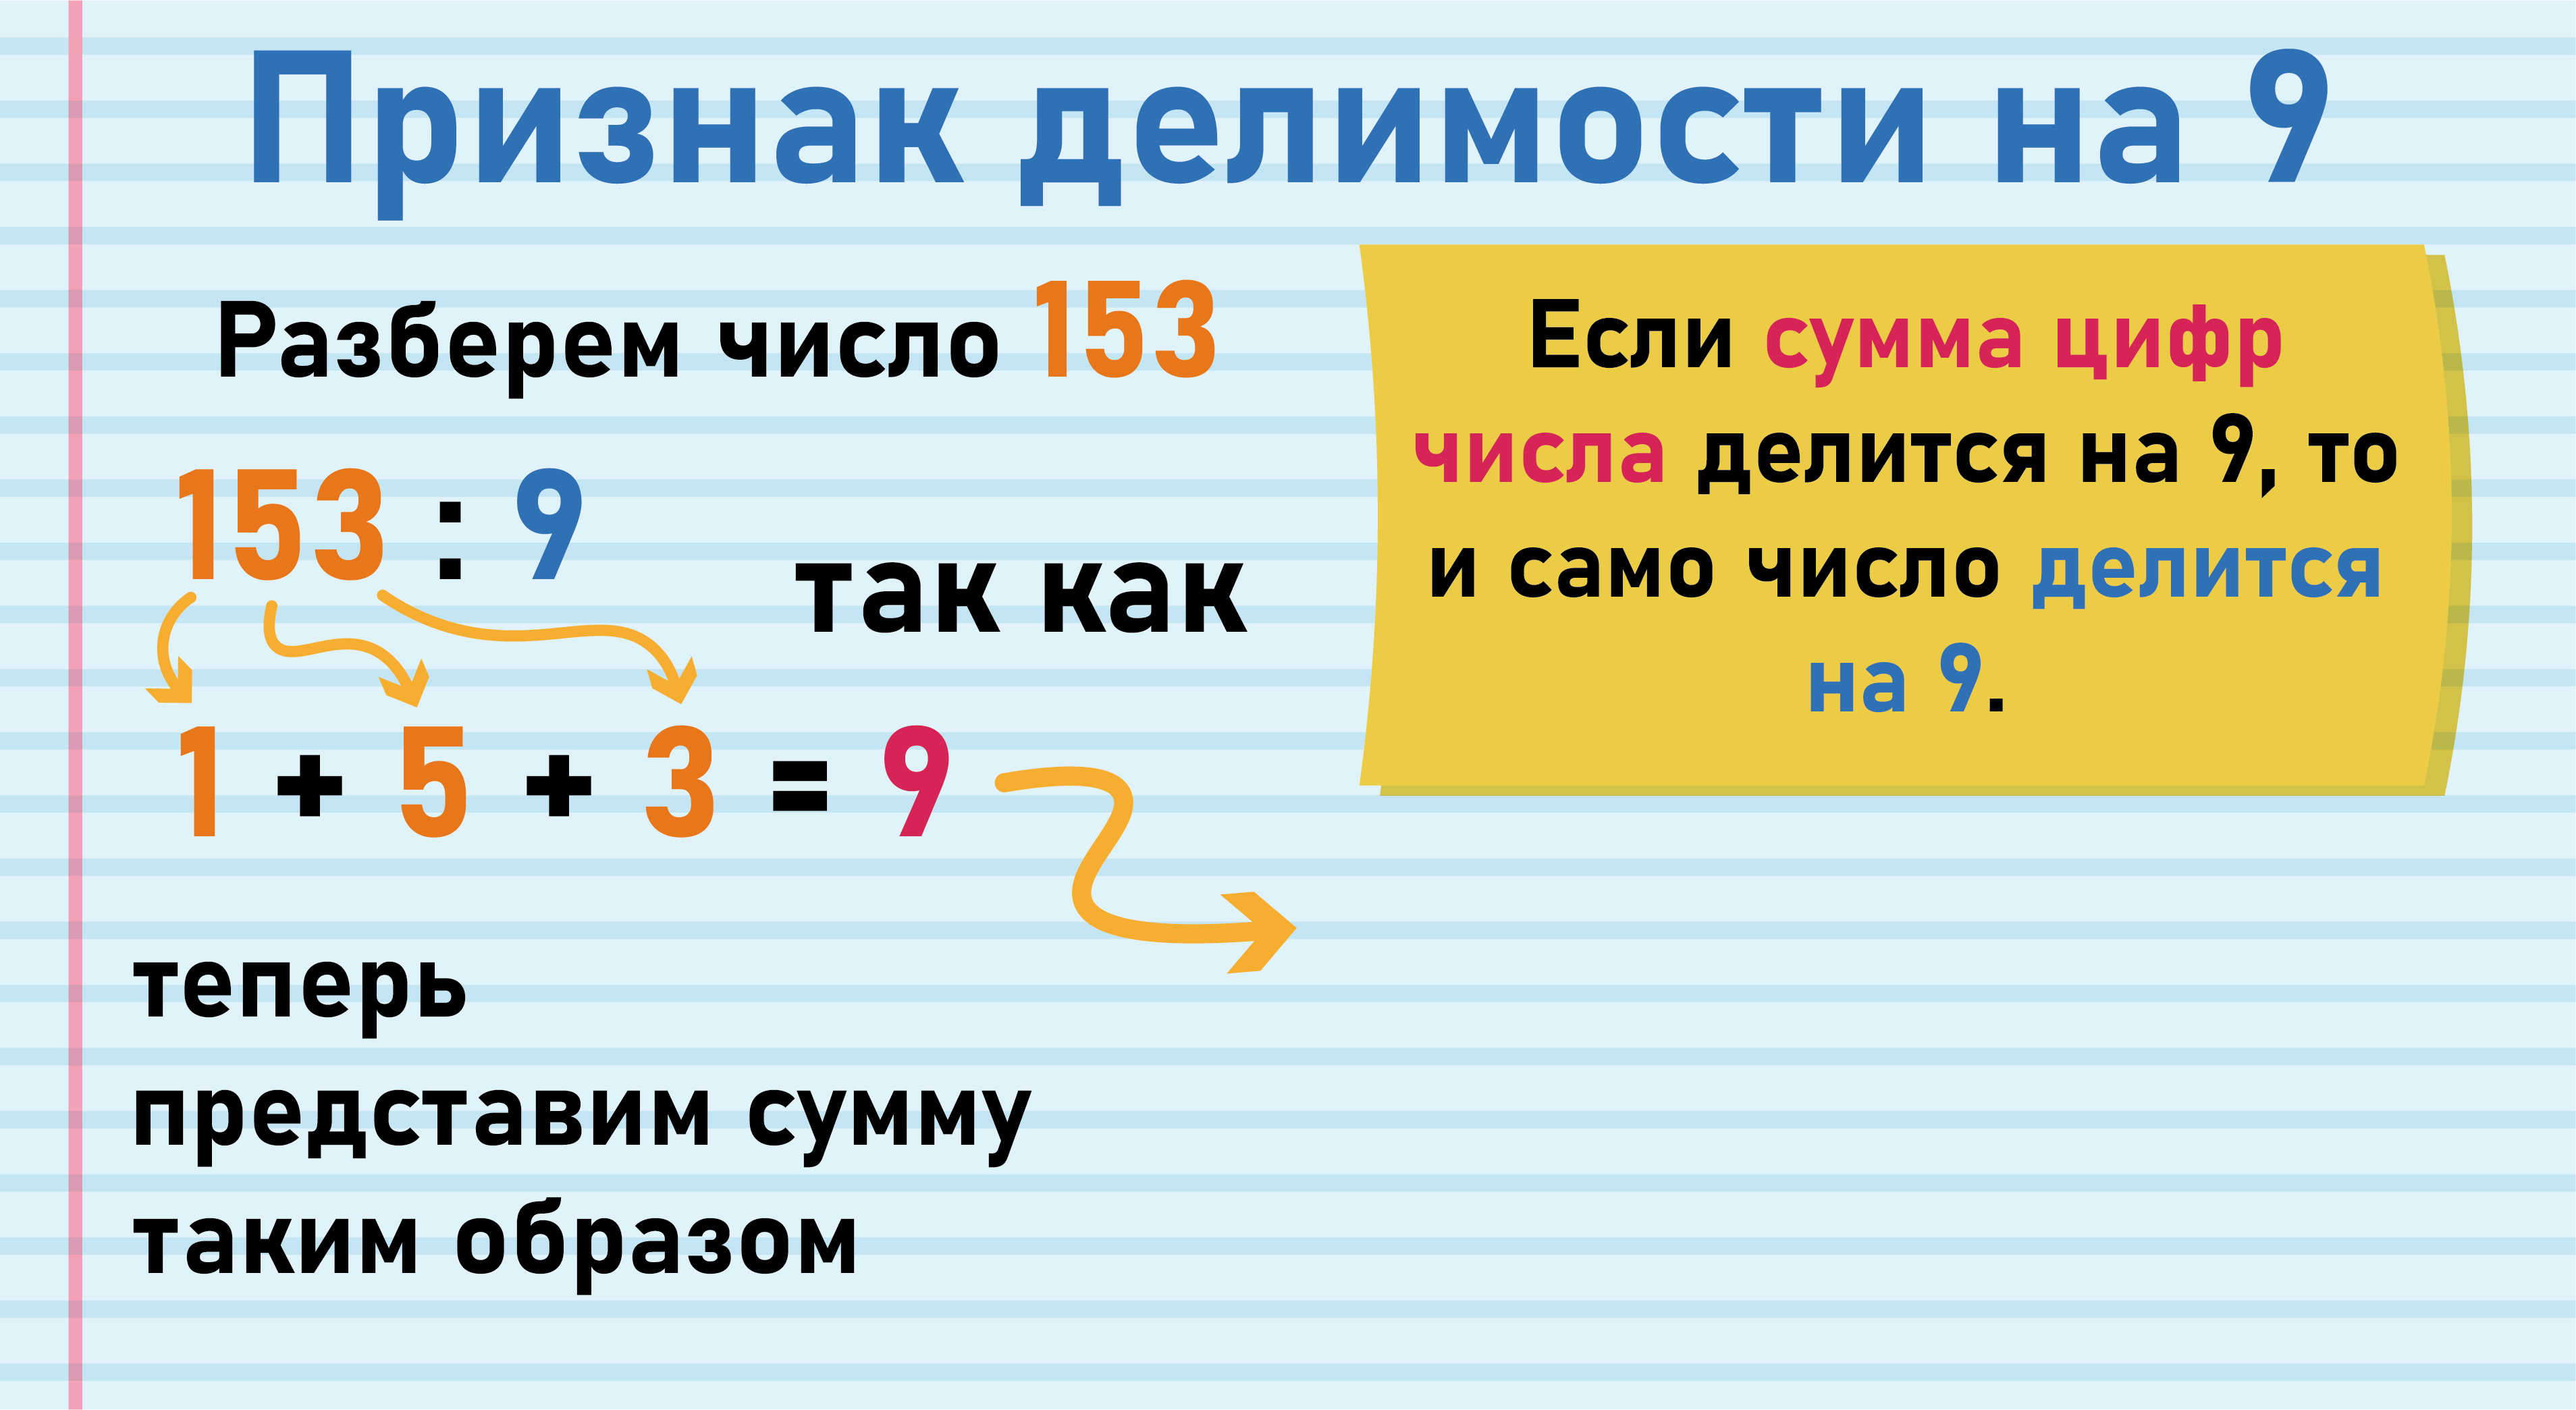 Признак делимости на 9
Разберем число 153
153 : 9
так как
1 + 5 + 3 = 9
Если сумма цифр
числа делится на 9, то
и само число делится
на 9.
теперь
представим сумму
таким образом